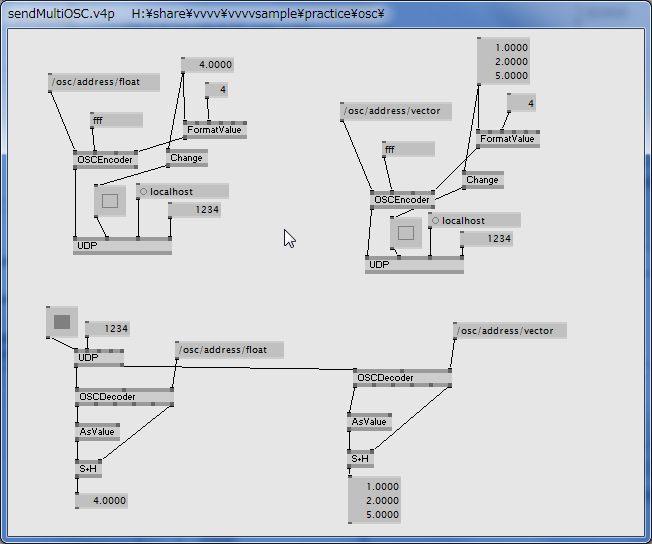 sendMultiOSC.v4p H:¥share¥vvvv¥vvvvsample¥practice¥osc¥
/osc/address/float
4.0000
4
fff
FormatValue
OSCEncoder
Change
localhost
1234
UDP
1.0000
2.0000
5.0000
/osc/address/vector
4
fff
FormatValue
Change
OSCEncoder
localhost
1234
UDP
1234
UDP
/osc/address/float
OSCDecoder
AsValue
S+H
4.0000
/osc/address/vector
OSCDecoder
AsValue
S+H
1.0000
2.0000
5.0000